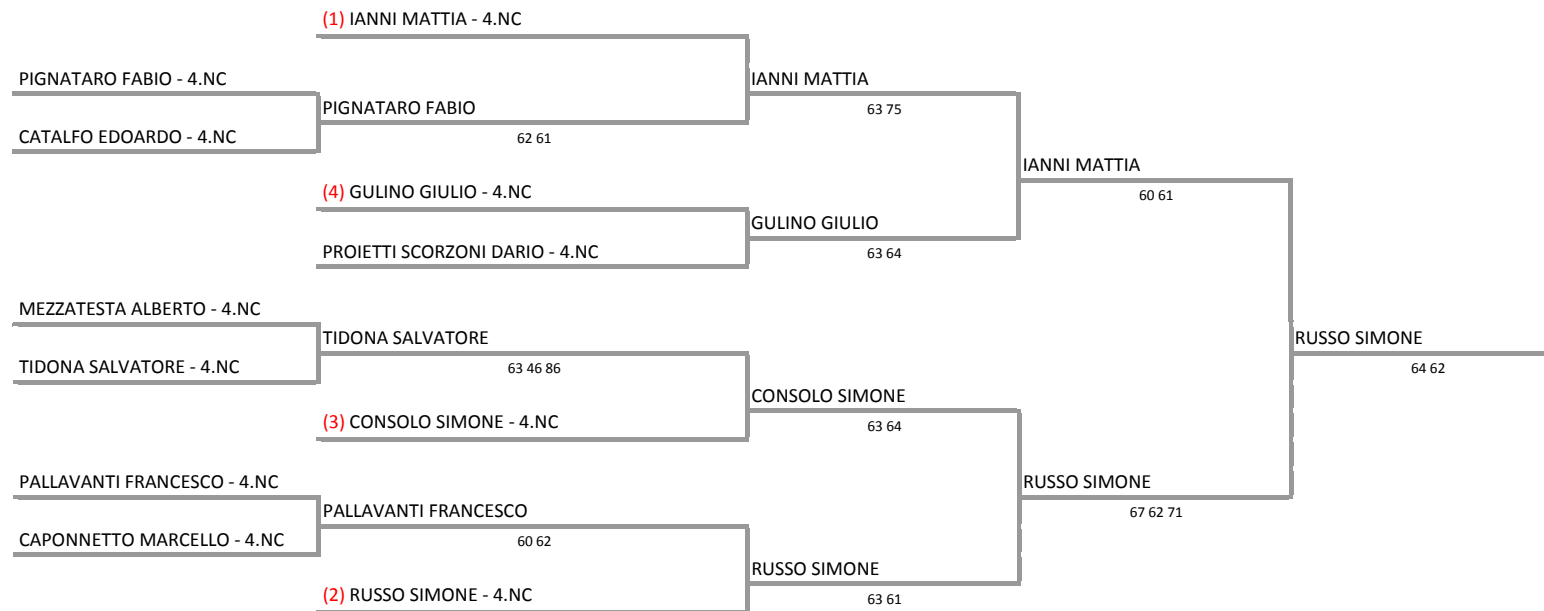 (1) IANNI MATTIA - 4.NC
PIGNATARO FABIO - 4.NC
IANNI MATTIA
PIGNATARO FABIO
63 75
CATALFO EDOARDO - 4.NC
62 61
IANNI MATTIA
(4) GULINO GIULIO - 4.NC
60 61
GULINO GIULIO
PROIETTI SCORZONI DARIO - 4.NC
63 64
MEZZATESTA ALBERTO - 4.NC
TIDONA SALVATORE
RUSSO SIMONE
TIDONA SALVATORE - 4.NC
63 46 86
64 62
CONSOLO SIMONE
(3) CONSOLO SIMONE - 4.NC
63 64
PALLAVANTI FRANCESCO - 4.NC
RUSSO SIMONE
PALLAVANTI FRANCESCO
67 62 71
CAPONNETTO MARCELLO - 4.NC
60 62
RUSSO SIMONE
(2) RUSSO SIMONE - 4.NC
63 61